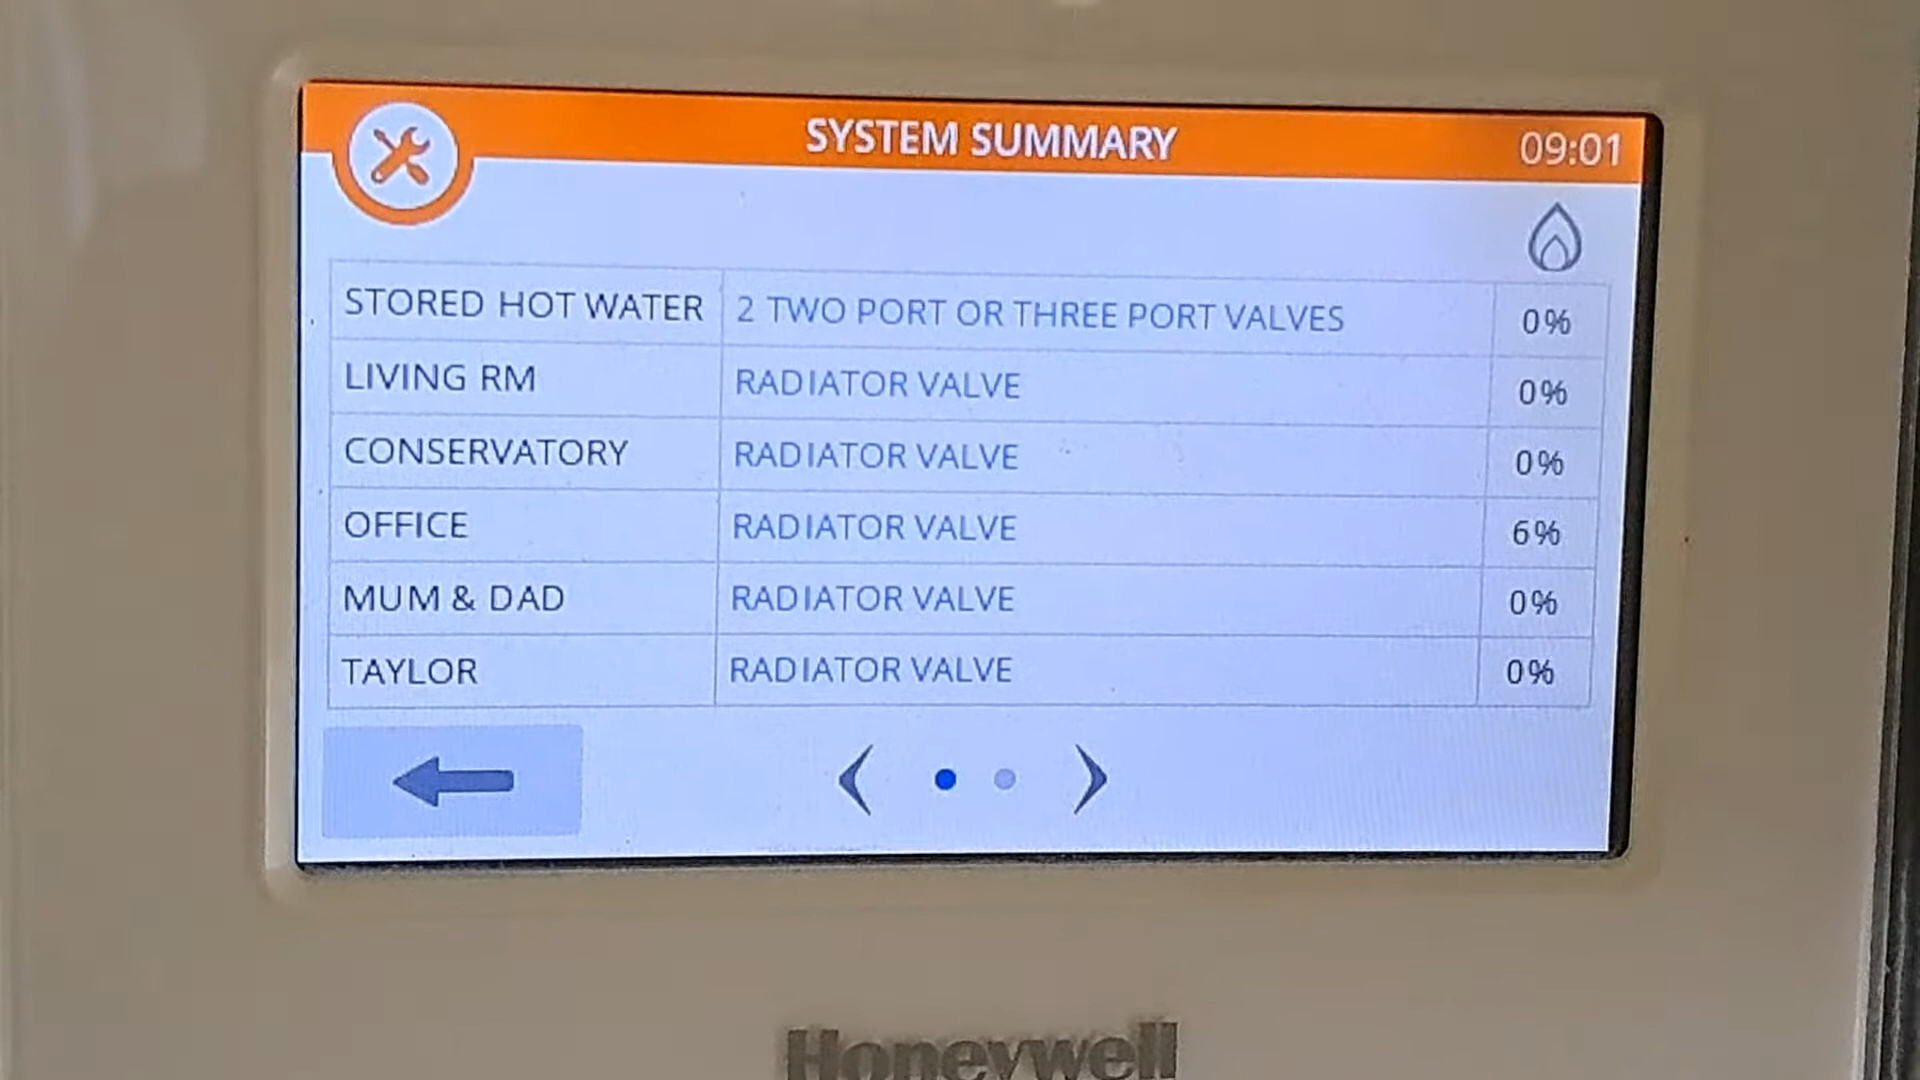 SYSTEM SUMMARY 09:01
STORED HOT WATER 2 TWO PORT OR THREE PORT VALVES 0%
LIVING RM RADIATOR VALVE 0%
CONSERVATORY RADIATOR VALVE 0%
OFFICE RADIATOR VALVE 6%
MUM & DAD RADIATOR VALVE 0%
TAYLOR RADIATOR VALVE 0%
Honeywell